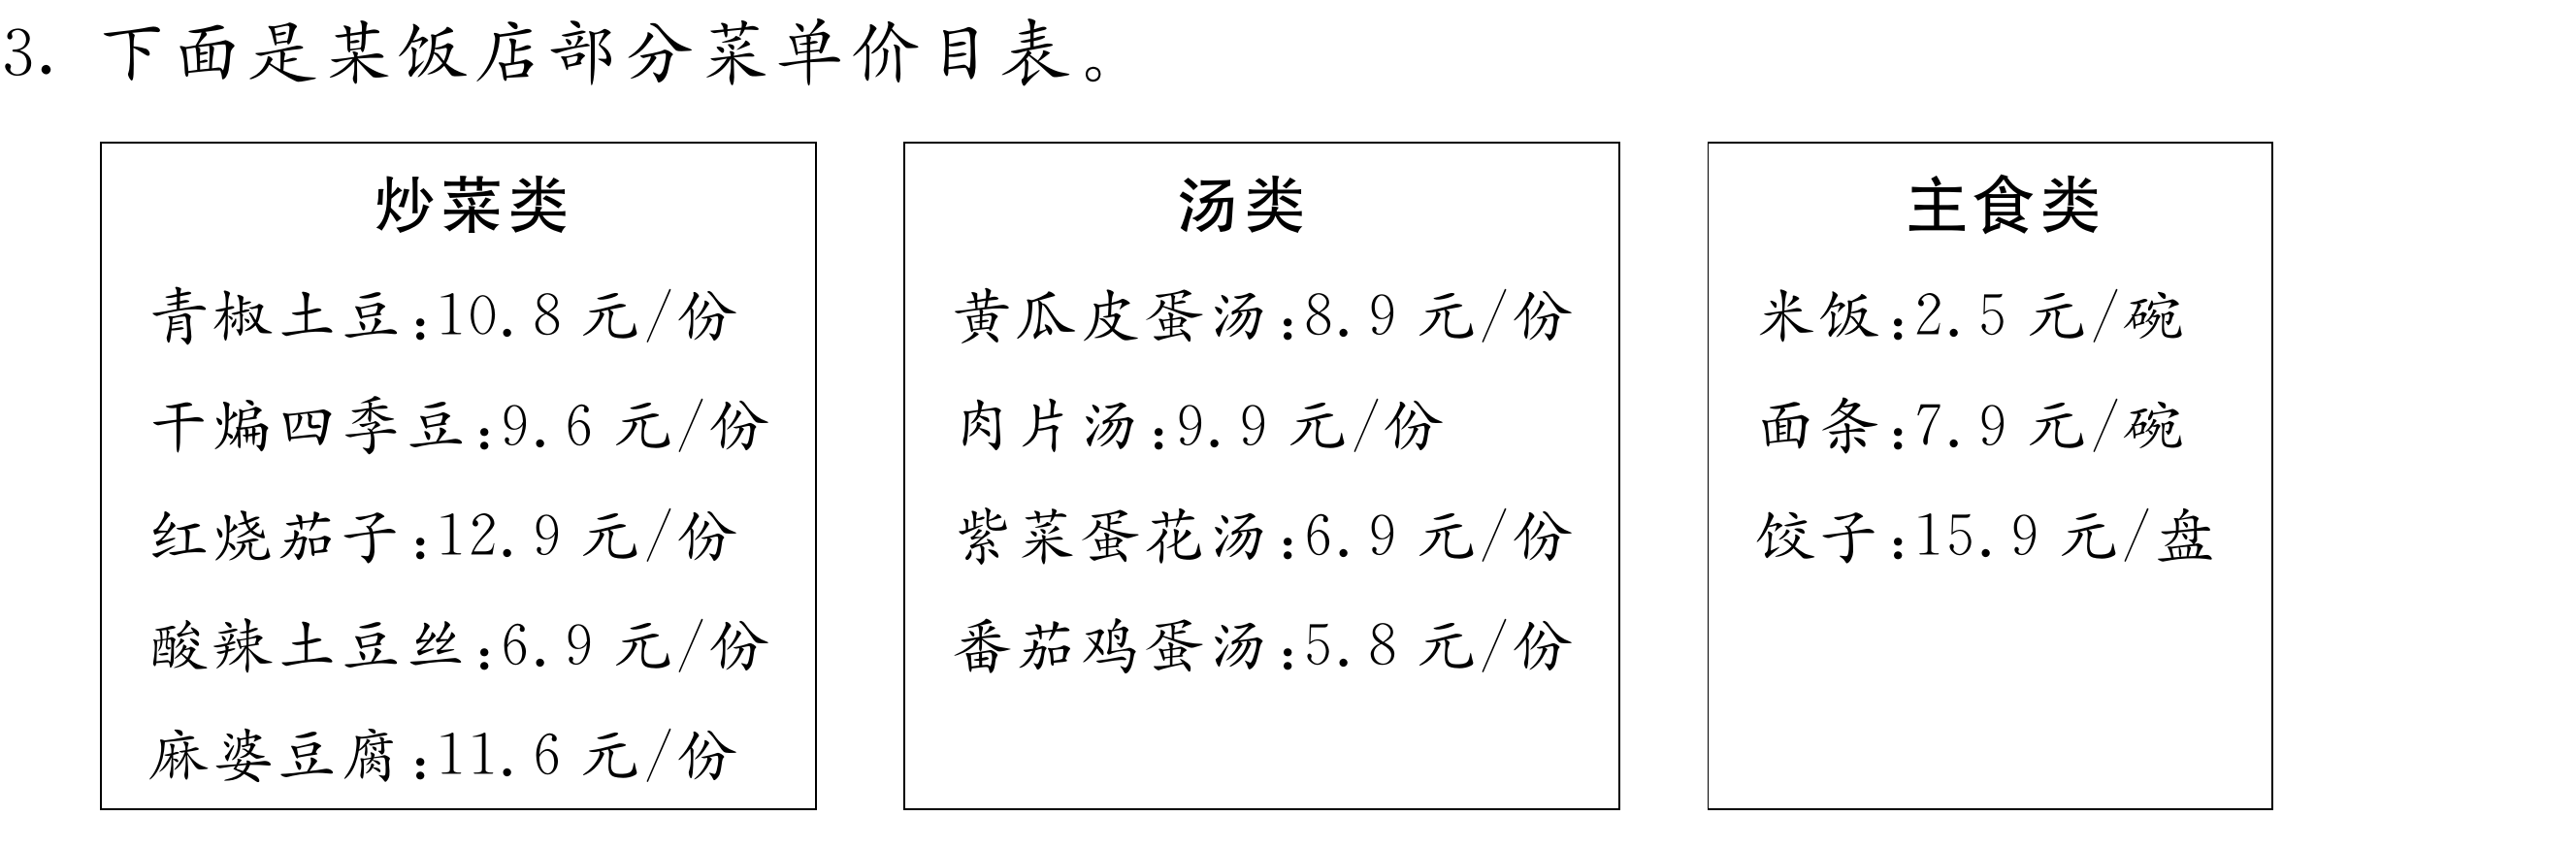 3. 下面是某饭店部分菜单价目表。
炒菜类
青椒土豆:10.8 元/份
干煸四季豆:9.6 元/份
红烧茄子:12.9 元/份
酸辣土豆丝:6.9 元/份
麻婆豆腐:11.6 元/份
汤类
黄瓜皮蛋汤:8.9 元/份
肉片汤:9.9 元/份
紫菜蛋花汤:6.9 元/份
番茄鸡蛋汤:5.8 元/份
主食类
米饭:2.5 元/碗
面条:7.9 元/碗
饺子:15.9 元/盘